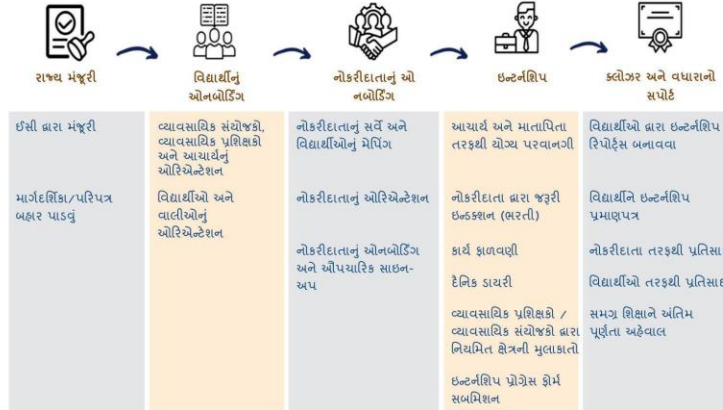 રાજ્ય મંજૂરી
વિદ્યાર્થીનું
ઓનબોર્ડિંગ
નોકરીદાતાનું ઓ
નબોર્ડિંગ
ઇન્ટર્નશિપ
ક્લોઝર અને વધારાનો
સપોર્ટ
ઈસી દ્વારા મંજૂરી
માર્ગદર્શિકા/પરિપત્ર
બહાર પાડવું
વ્યાવસાયિક સંયોજકો,
વ્યાવસાયિક પ્રશિક્ષકો
અને આચાર્યનું
ઓરિએન્ટેશન
વિદ્યાર્થીઓ અને
વાલીઓનું
ઓરિએન્ટેશન
નોકરીદાતાનું સર્વે અને
વિદ્યાર્થીઓનું મેપિંગ
નોકરીદાતાનું ઓરિએન્ટેશન
નોકરીદાતાનું ઓનબોર્ડિંગ
અને ઔપચારિક સાઇન-
અપ
આચાર્ય અને માતાપિતા
તરફથી યોગ્ય પરવાનગી
નોકરીદાતા દ્વારા જરૂરી
ઇન્ડક્શન (ભરતી)
કાર્ય ફાળવણી
દૈનિક ડાયરી
વ્યાવસાયિક પ્રશિક્ષકો /
વ્યાવસાયિક સંયોજકો દ્વારા
નિયમિત ક્ષેત્રની મુલાકાતો
ઇન્ટર્નશિપ પ્રોગ્રેસ ફોર્મ
સબમિશન
વિદ્યાર્થીઓ દ્વારા ઇન્ટર્નશિપ
રિપોર્ટ્સ બનાવવા
વિદ્યાર્થીને ઇન્ટર્નશિપ
પ્રમાણપત્ર
નોકરીદાતા તરફથી
વિદ્યાર્થીઓ તરફથી
સમગ્ર શિક્ષાને અંતિમ
પૂર્ણતા અહેવાલ